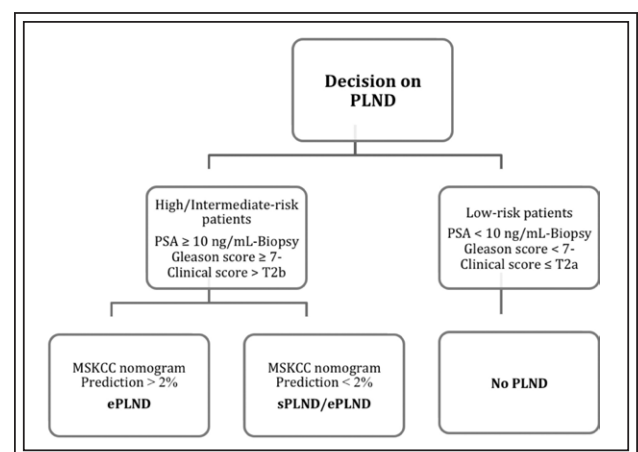 Decision on
PLND
High/Intermediate-risk
patients
PSA ≥ 10 ng/mL-Biopsy
Gleason score ≥ 7-
Clinical score > T2b
Low-risk patients
PSA < 10 ng/mL-Biopsy
Gleason score < 7-
Clinical score ≤ T2a
MSKCC nomogram
Prediction > 2%
ePLND
MSKCC nomogram
Prediction < 2%
sPLND/ePLND
No PLND